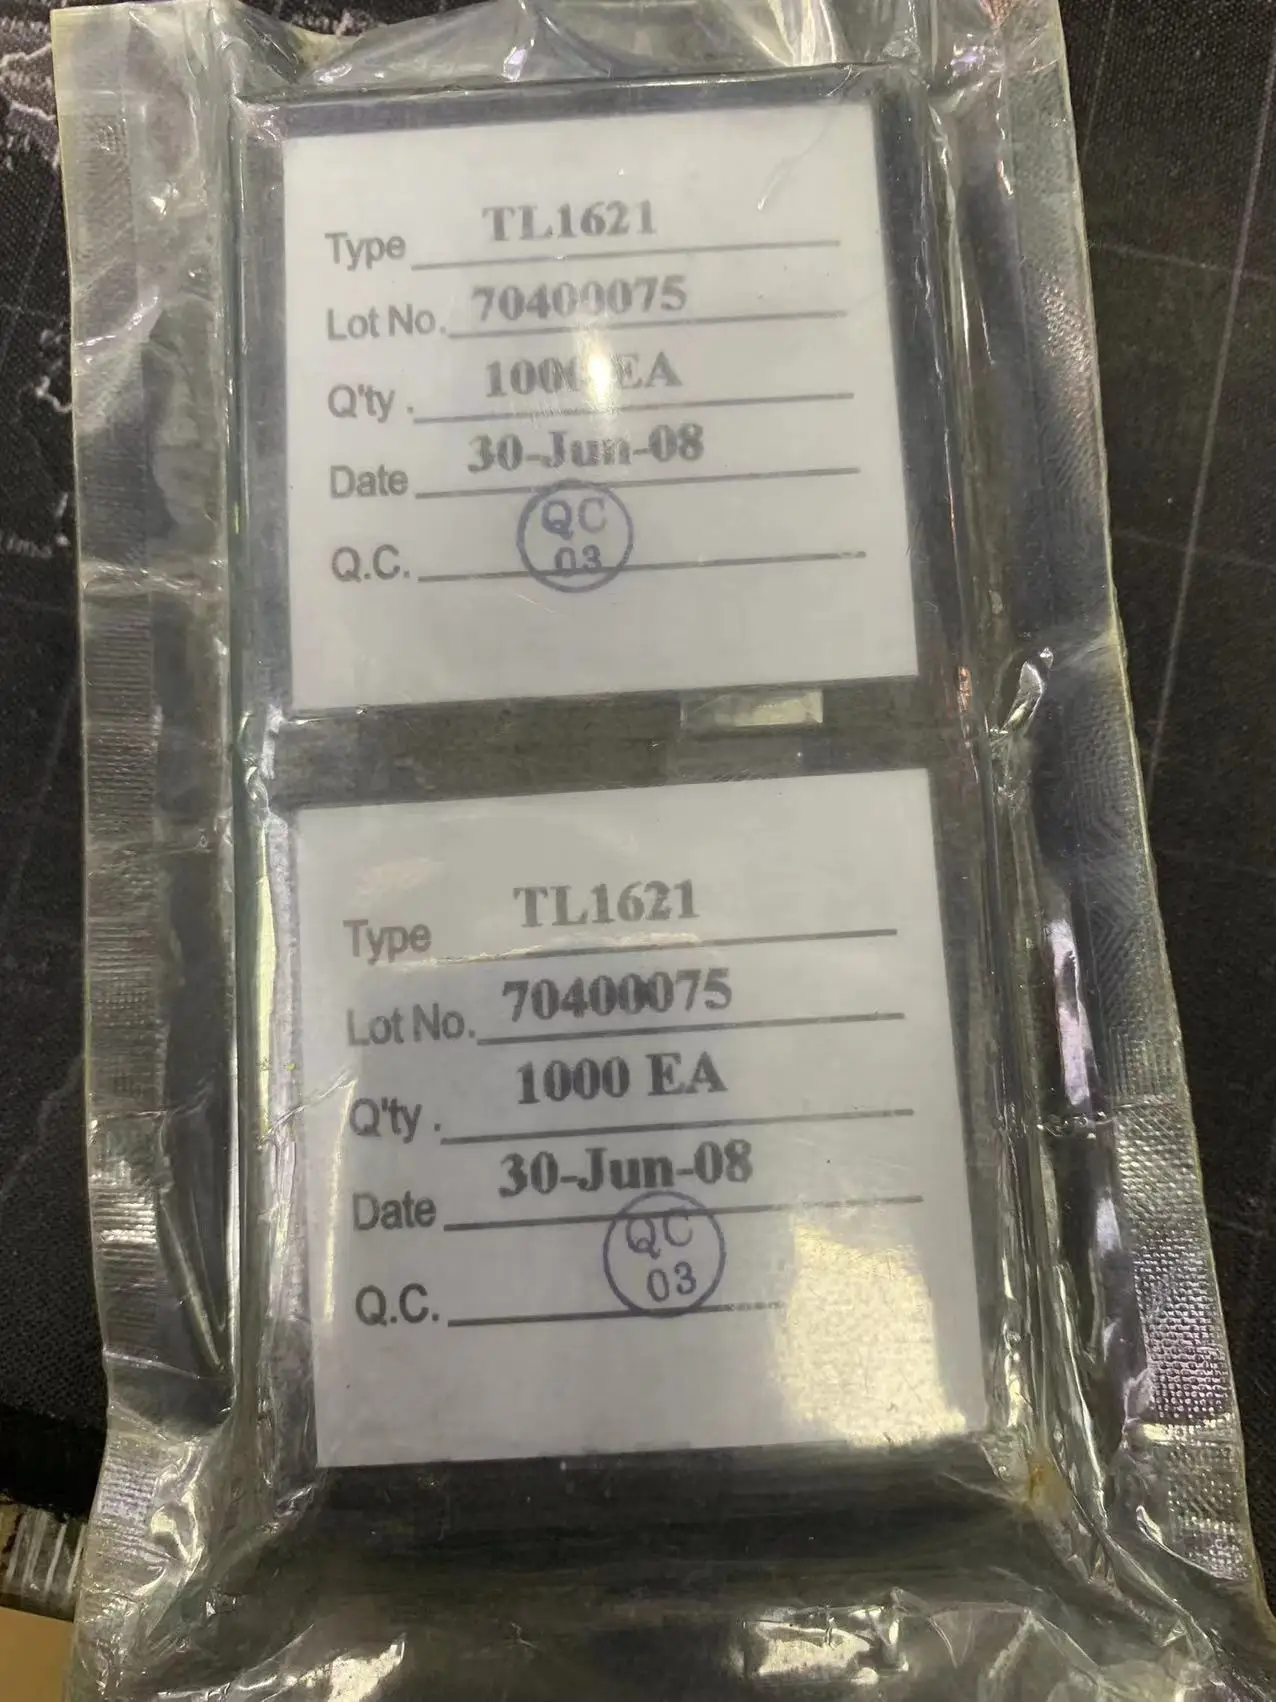 Type TL1621
Lot No. 70400075
Q'ty. 1000 EA
Date 30-Jun-08
Q.C. QC
03
Type TL1621
Lot No. 70400075
Q'ty. 1000 EA
Date 30-Jun-08
Q.C. QC
03